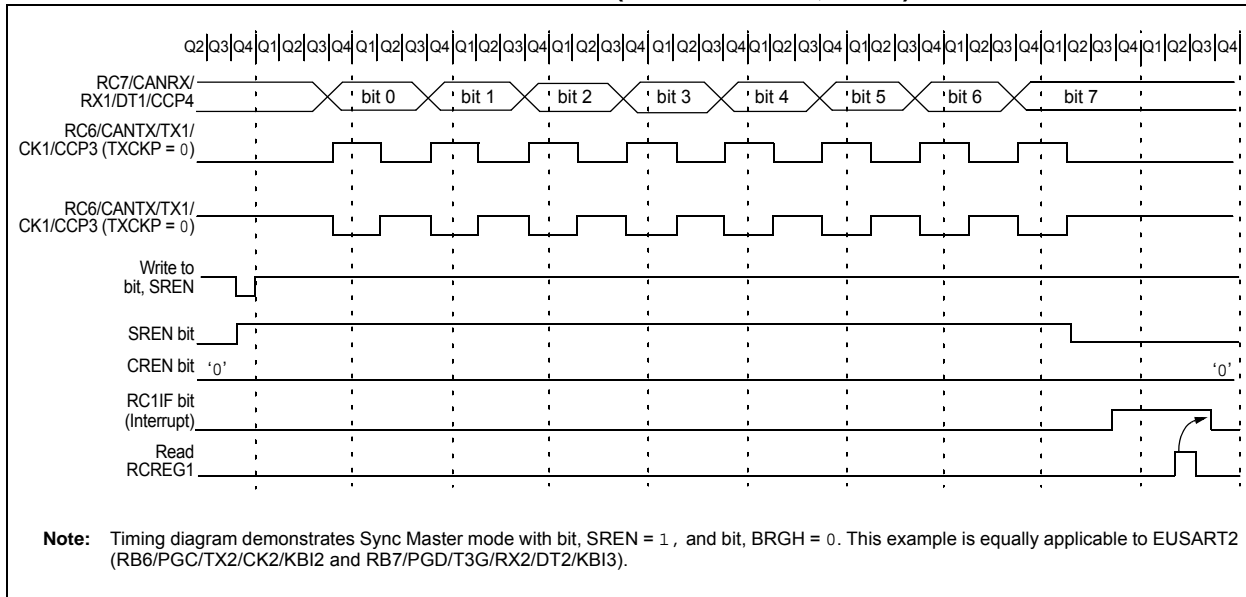 Q2 Q3 Q4 Q1 Q2 Q3 Q4 Q1 Q2 Q3 Q4 Q1 Q2 Q3 Q4 Q1 Q2 Q3 Q4 Q1 Q2 Q3 Q4 Q1 Q2 Q3 Q4 Q1 Q2 Q3 Q4 Q1 Q2 Q3 Q4 Q1 Q2 Q3 Q4 Q1 Q2 Q3 Q4
RC7/CANRX/
RX1/DT1/CCP4
bit 0 bit 1 bit 2 bit 3 bit 4 bit 5 bit 6 bit 7
RC6/CANTX/TX1/
CK1/CCP3 (TXCKP = 0)
RC6/CANTX/TX1/
CK1/CCP3 (TXCKP = 0)
Write to
bit, SREN
SREN bit
CREN bit '0' '0'
RC1IF bit
(Interrupt)
Read
RCREG1
Note: Timing diagram demonstrates Sync Master mode with bit, SREN = 1, and bit, BRGH = 0. This example is equally applicable to EUSART2
(RB6/PGC/TX2/CK2/KBI2 and RB7/PGD/T3G/RX2/DT2/KBI3).